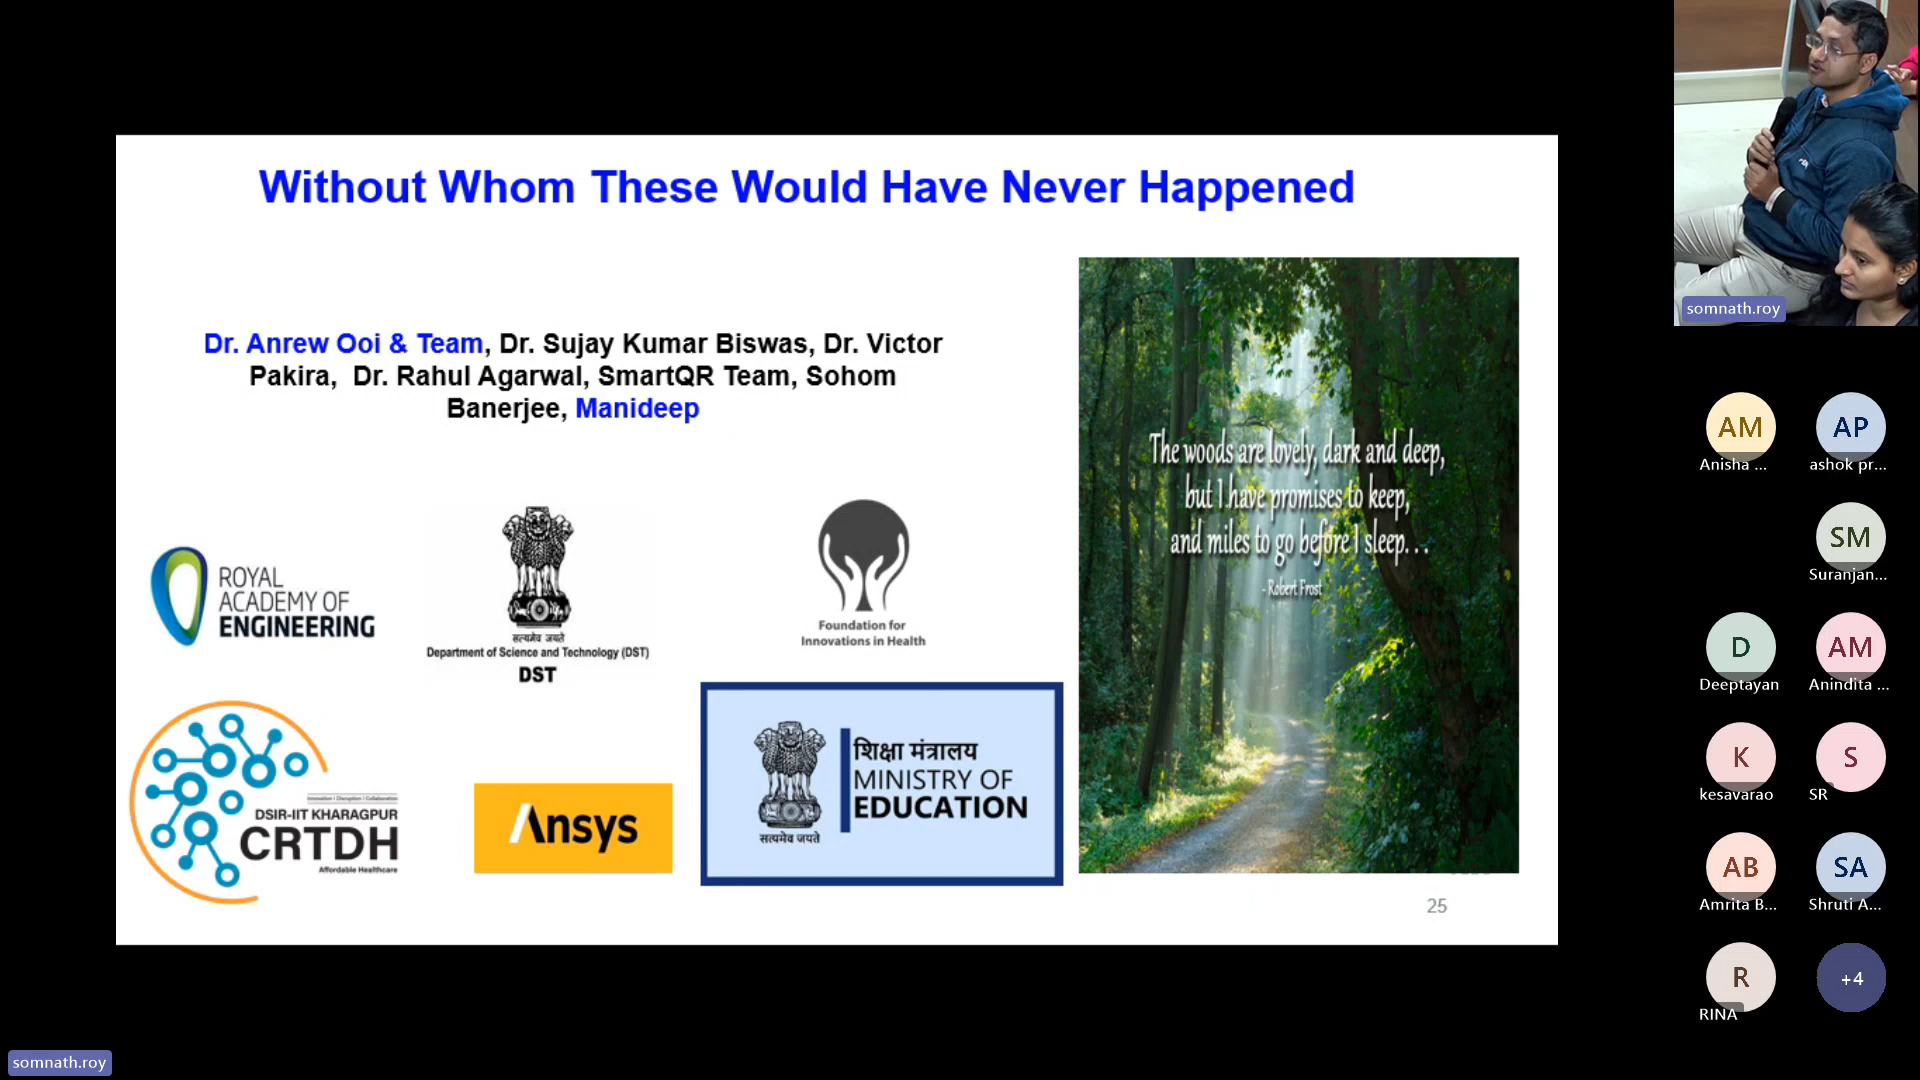 Without Whom These Would Have Never Happened
Dr. Anrew Ooi & Team, Dr. Sujay Kumar Biswas, Dr. Victor
Pakira, Dr. Rahul Agarwal, SmartQR Team, Sohom
Banerjee, Manideep
ROYAL
ACADEMY OF
ENGINEERING
सत्यमेव जयते
Department of Science and Technology (DST)
DST
Foundation for
Innovations in Health
Innovation | Disruption | Collaboration
DSIR-IIT KHARAGPUR
CRTDH
Affordable Healthcare
Ansys
सत्यमेव जयते
शिक्षा मंत्रालय
MINISTRY OF
EDUCATION
The woods are lovely, dark and deep,
but I have promises to keep,
and miles to go before I sleep...
- Robert Frost
25
somnath.roy
AM
Anisha ...
AP
ashok pr...
SM
Suranjan...
D
Deeptayan
AM
Anindita ...
K
kesavarao
S
SR
AB
Amrita B...
SA
Shruti A...
R
RINA
+4
somnath.roy